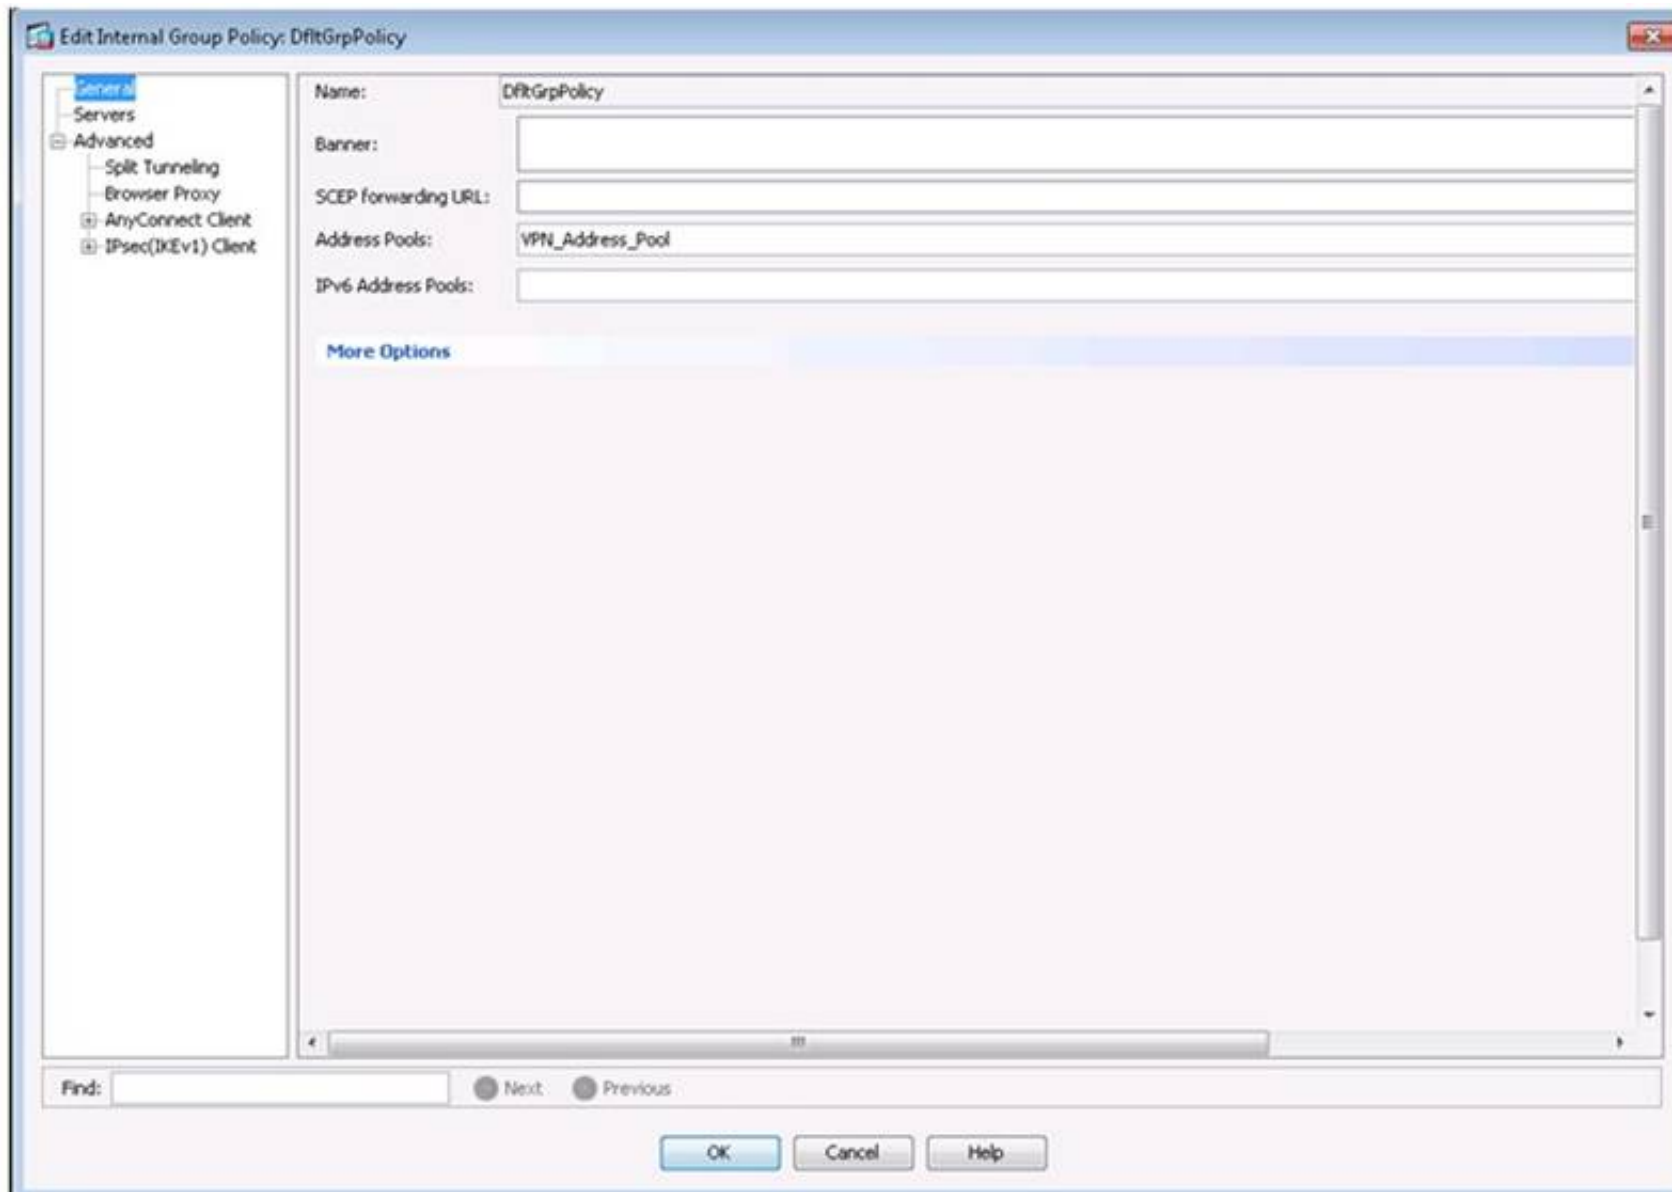 Edit Internal Group Policy: DfltGrpPolicy
General
Servers
Advanced
Split Tunneling
Browser Proxy
AnyConnect Client
IPsec(IKEv1) Client
Name: DfltGrpPolicy
Banner:
SCEP forwarding URL:
Address Pools: VPN_Address_Pool
IPv6 Address Pools:
More Options
Find: Next Previous
OK Cancel Help